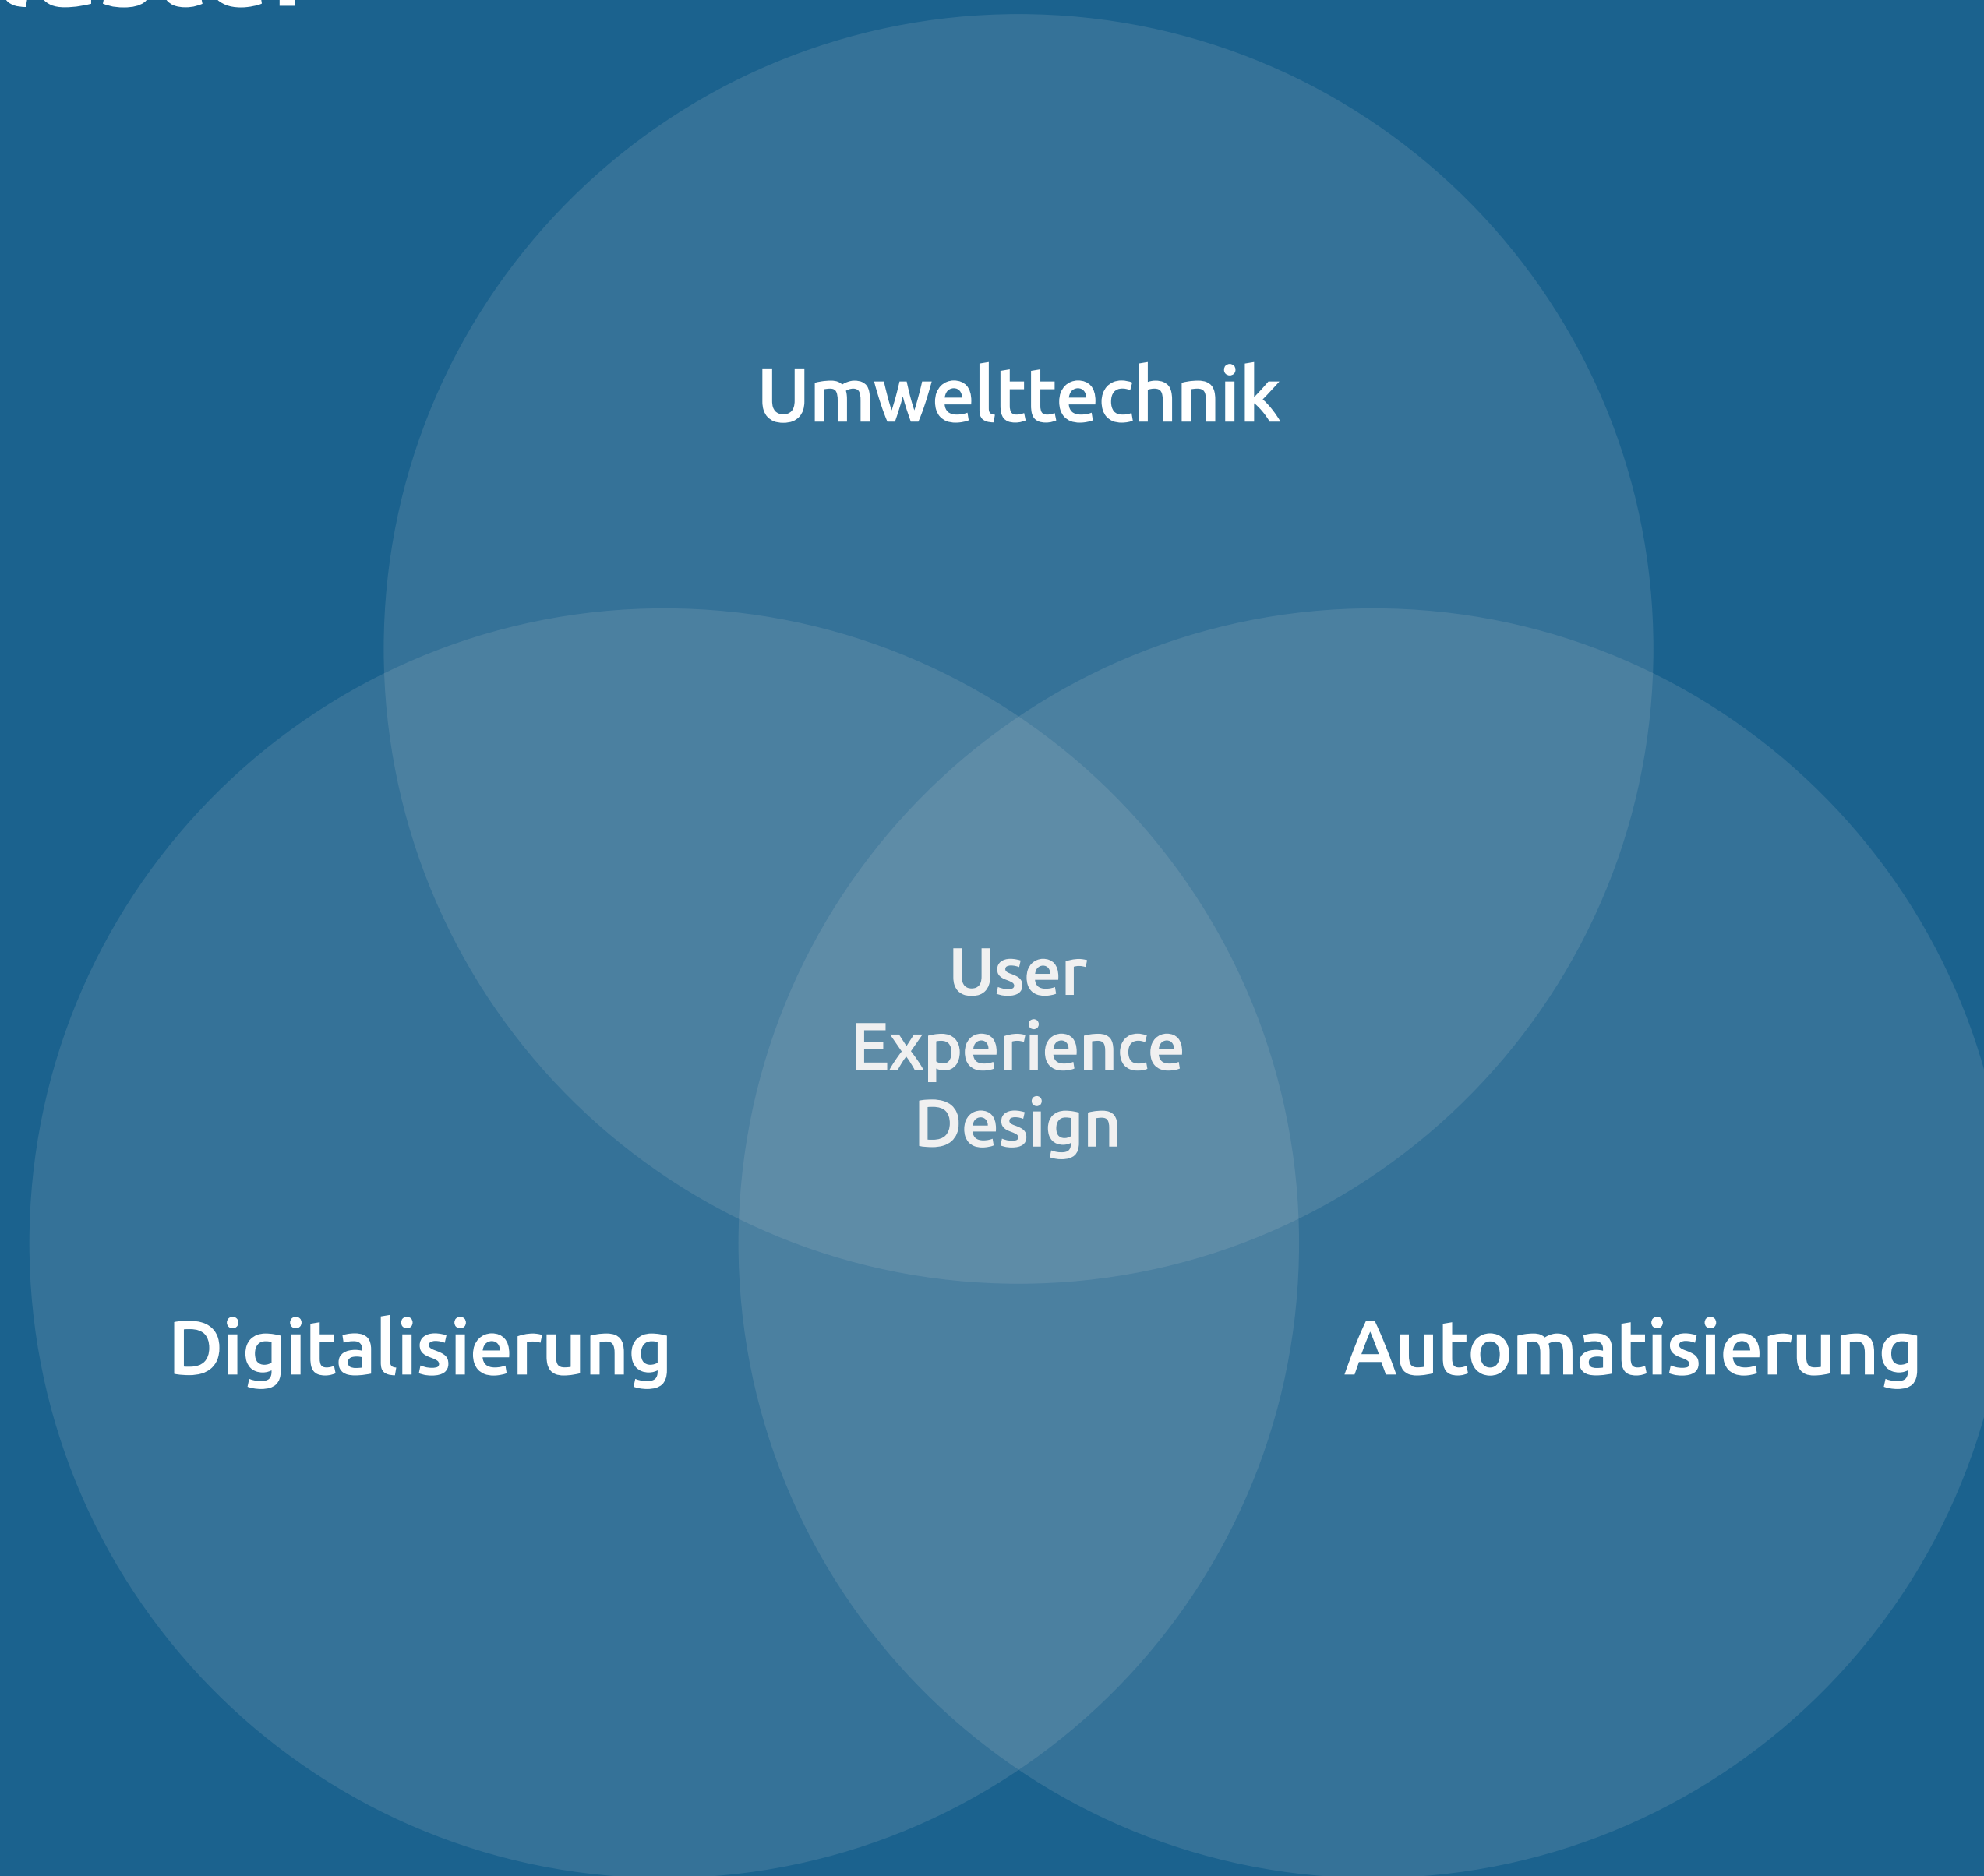 Umwelttechnik
User
Experience
Design
Digitalisierung
Automatisierung